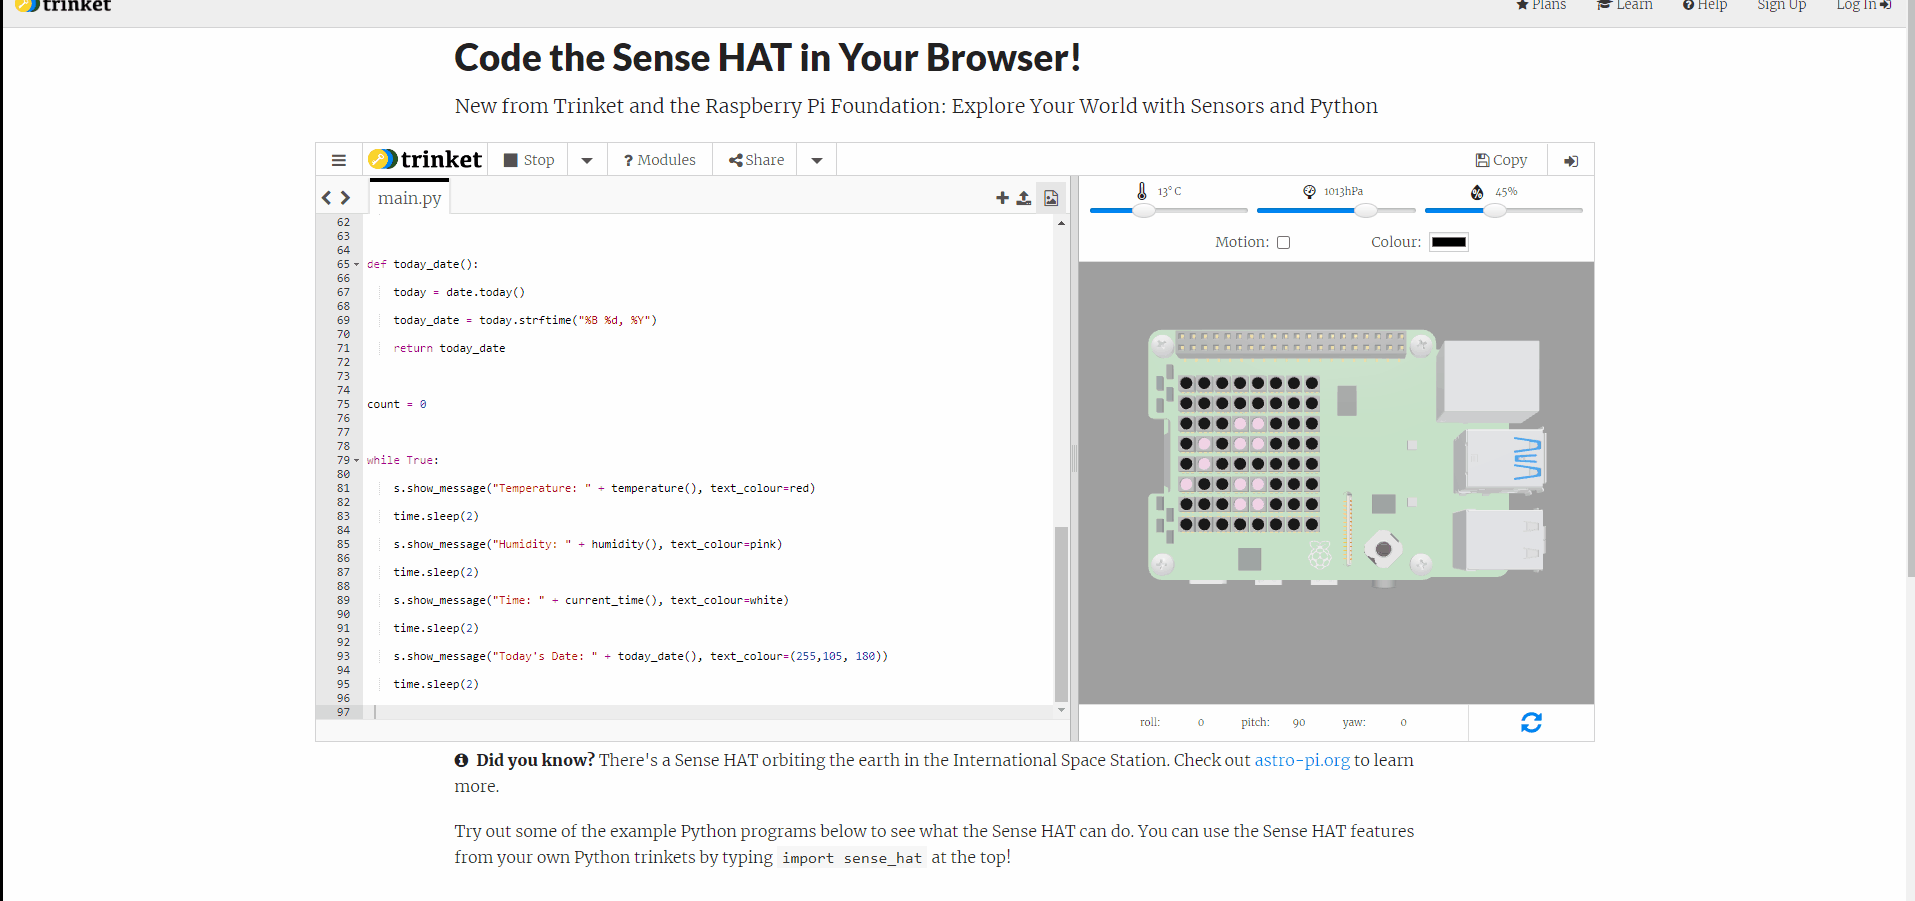 trinket
Plans Learn Help Sign Up Log In
Code the Sense HAT in Your Browser!
New from Trinket and the Raspberry Pi Foundation: Explore Your World with Sensors and Python
trinket Stop ? Modules Share Copy
main.py
13°C 1013hPa 45%
Motion: Colour:
62
63
64
65 def today_date():
66
67 today = date.today()
68
69 today_date = today.strftime("%B %d, %Y")
70
71 return today_date
72
73
74
75 count = 0
76
77
78
79 while True:
80
81 s.show_message("Temperature: " + temperature(), text_colour=red)
82
83 time.sleep(2)
84
85 s.show_message("Humidity: " + humidity(), text_colour=pink)
86
87 time.sleep(2)
88
89 s.show_message("Time: " + current_time(), text_colour=white)
90
91 time.sleep(2)
92
93 s.show_message("Today's Date: " + today_date(), text_colour=(255,105, 180))
94
95 time.sleep(2)
96
97
roll: 0 pitch: 90 yaw: 0
Did you know? There's a Sense HAT orbiting the earth in the International Space Station. Check out astro-pi.org to learn
more.
Try out some of the example Python programs below to see what the Sense HAT can do. You can use the Sense HAT features
from your own Python trinkets by typing import sense_hat at the top!